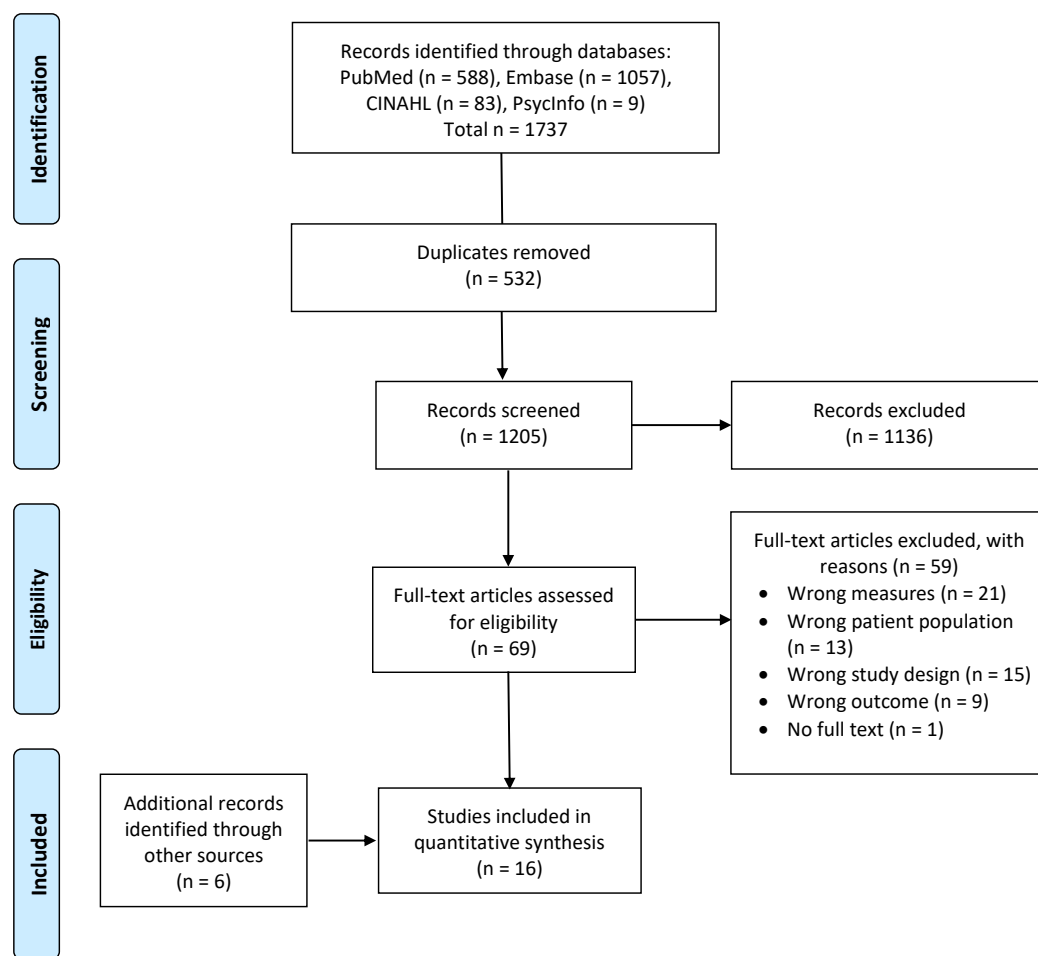 Identification
Records identified through databases:
PubMed (n = 588), Embase (n = 1057),
CINAHL (n = 83), PsycInfo (n = 9)
Total n = 1737
Duplicates removed
(n = 532)
Screening
Records screened
(n = 1205)
Records excluded
(n = 1136)
Eligibility
Full-text articles assessed
for eligibility
(n = 69)
Full-text articles excluded, with
reasons (n = 59)
• Wrong measures (n = 21)
• Wrong patient population
(n = 13)
• Wrong study design (n = 15)
• Wrong outcome (n = 9)
• No full text (n = 1)
Included
Additional records
identified through
other sources
(n = 6)
Studies included in
quantitative synthesis
(n = 16)